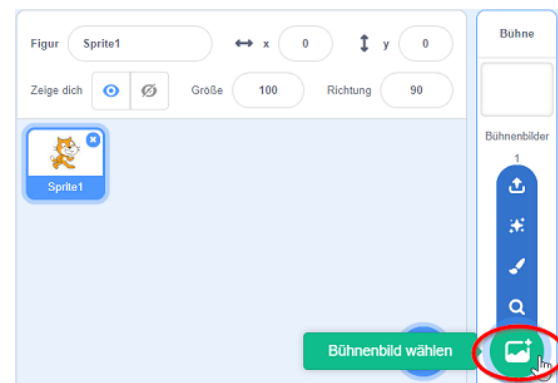 Figur Sprite1 x 0 y 0
Zeige dich Größe 100 Richtung 90
Sprite1
Bühne
Bühnenbilder
1
Bühnenbild wählen